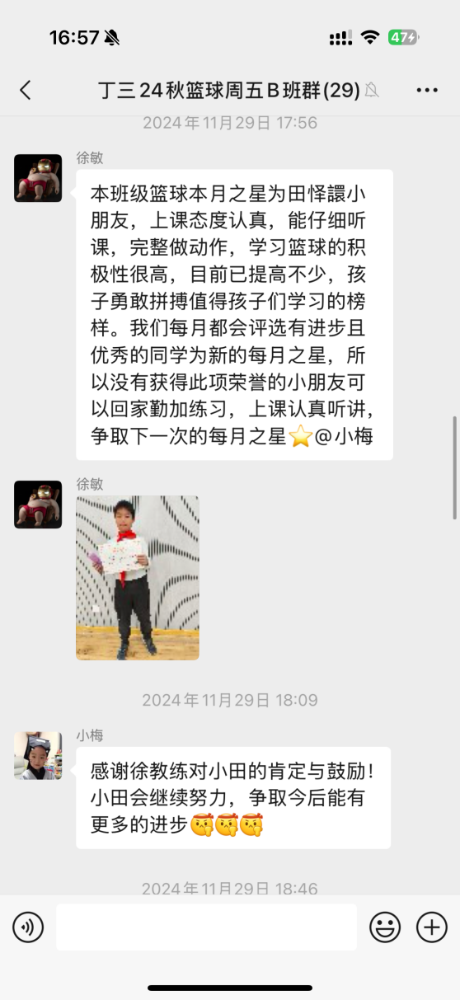 16:57
47
丁三24秋篮球周五B班群(29)
2024年11月29日 17:56
徐敏
本班级篮球本月之星为田怿譞小
朋友，上课态度认真，能仔细听
课，完整做动作，学习篮球的积
极性很高，目前已提高不少，孩
子勇敢拼搏值得孩子们学习的榜
样。我们每月都会评选有进步且
优秀的同学为新的每月之星，所
以没有获得此项荣誉的小朋友可
以回家勤加练习，上课认真听讲，
争取下一次的每月之星⭐@小梅
徐敏
2024年11月29日 18:09
小梅
感谢徐教练对小田的肯定与鼓励！
小田会继续努力，争取今后能有
更多的进步
2024年11月29日 18:46